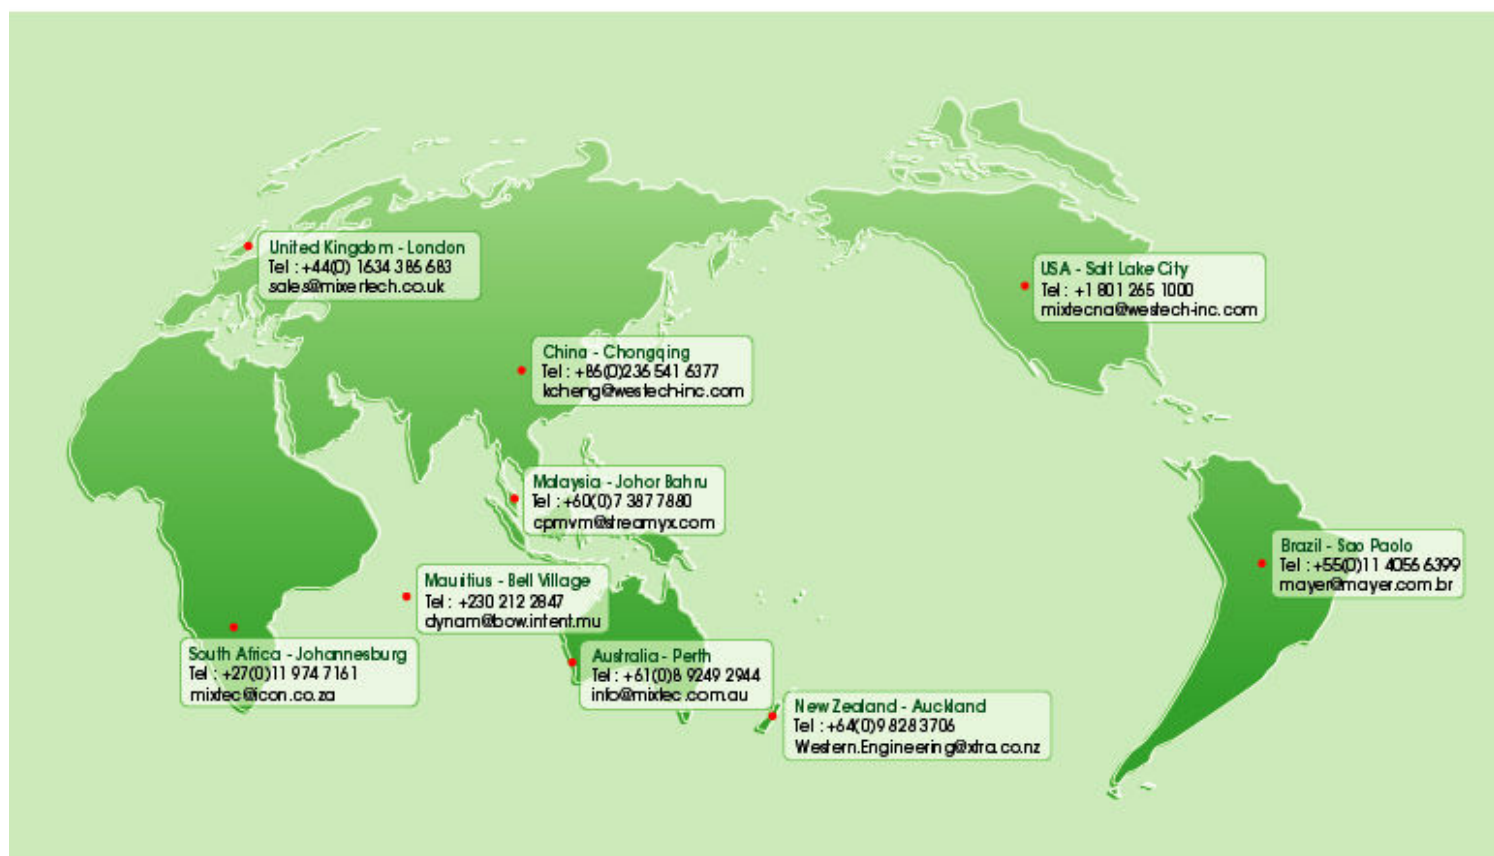 United Kingdom - London
Tel : +44(0) 1634 386 683
sales@mixertech.co.uk
USA - Salt Lake City
Tel : +1 801 265 1000
mixtecna@westech-inc. com
China - Chongqing
Tel : +86(0)236 541 6377
kcheng@westech-inc.com
Malaysia - Johor Bahru
Tel : +60(0)7 387 7880
cpmvm@streamyx.com
Brazil - Sao Paolo
Tel : +55(0)11 4056 6399
mayer@mayer.com.br
Mauritius - Bell Village
Tel : +230 212 2847
dynam@bow.intent.mu
South Africa - Johannesburg
Tel : +27(0)11 974 7161
mixtec@icon.co.za
Australia - Perth
Tel : +61(0)8 9249 2944
info@mixtec.com.au
New Zealand - Auckland
Tel : +64(0)9 828 3706
Western.Engineering@xtra.co.nz